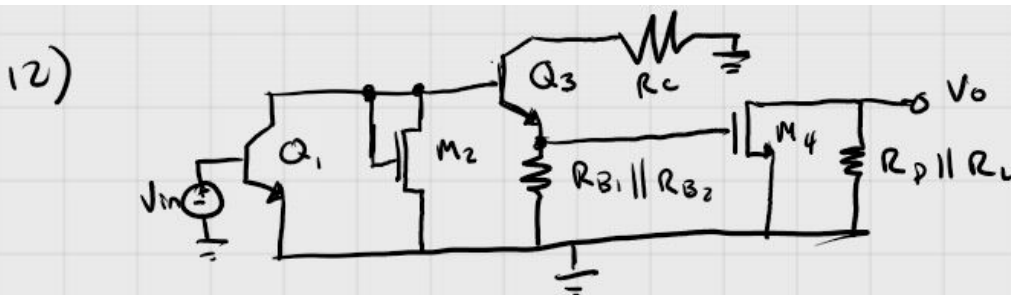 12)
Vin
Q1
M2
Q3
RC
RB1 || RB2
M4
Vo
RD || RL